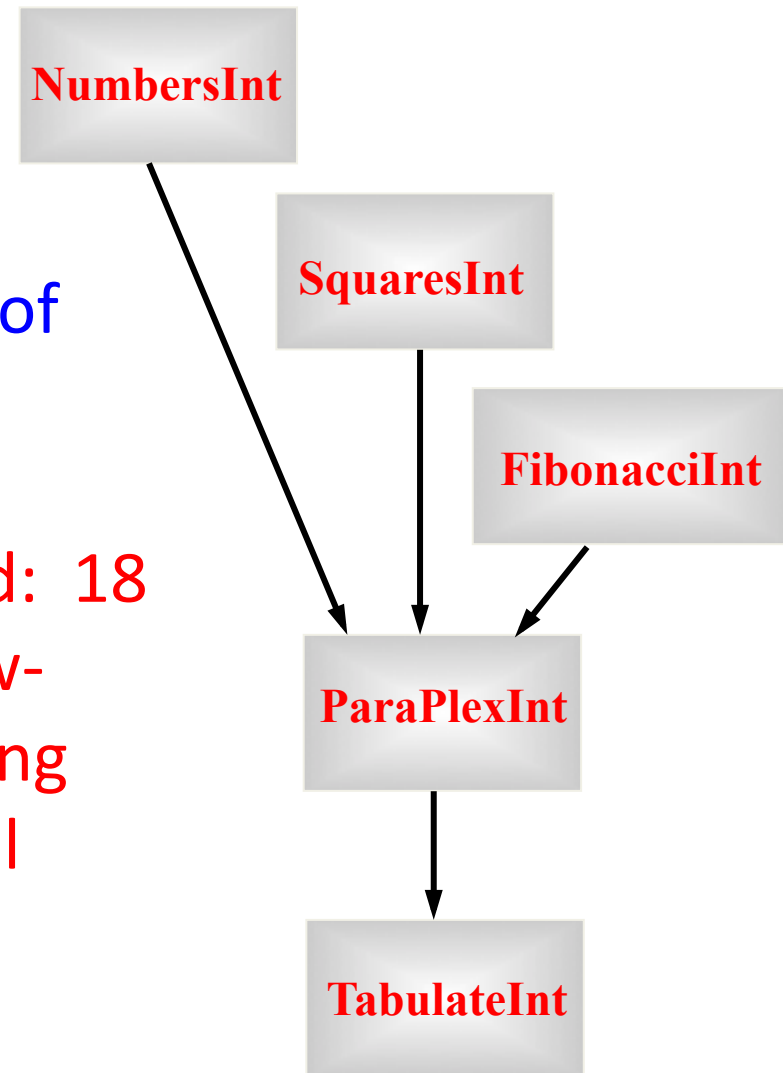 NumbersInt
SquaresInt
of
FibonacciInt
d: 18
w-
ParaPlexInt
ng
l
TabulateInt